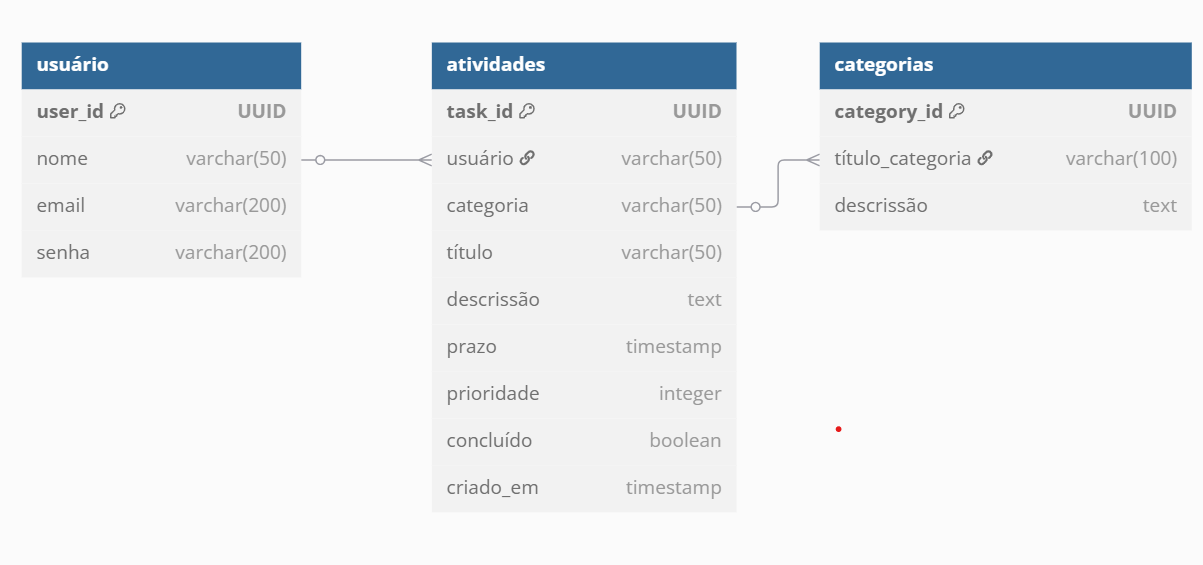 usuário
user_id UUID
nome varchar(50)
email varchar(200)
senha varchar(200)
atividades
task_id UUID
usuário varchar(50)
categoria varchar(50)
título varchar(50)
descrissão text
prazo timestamp
prioridade integer
concluído boolean
criado_em timestamp
categorias
category_id UUID
título_categoria varchar(100)
descrissão text